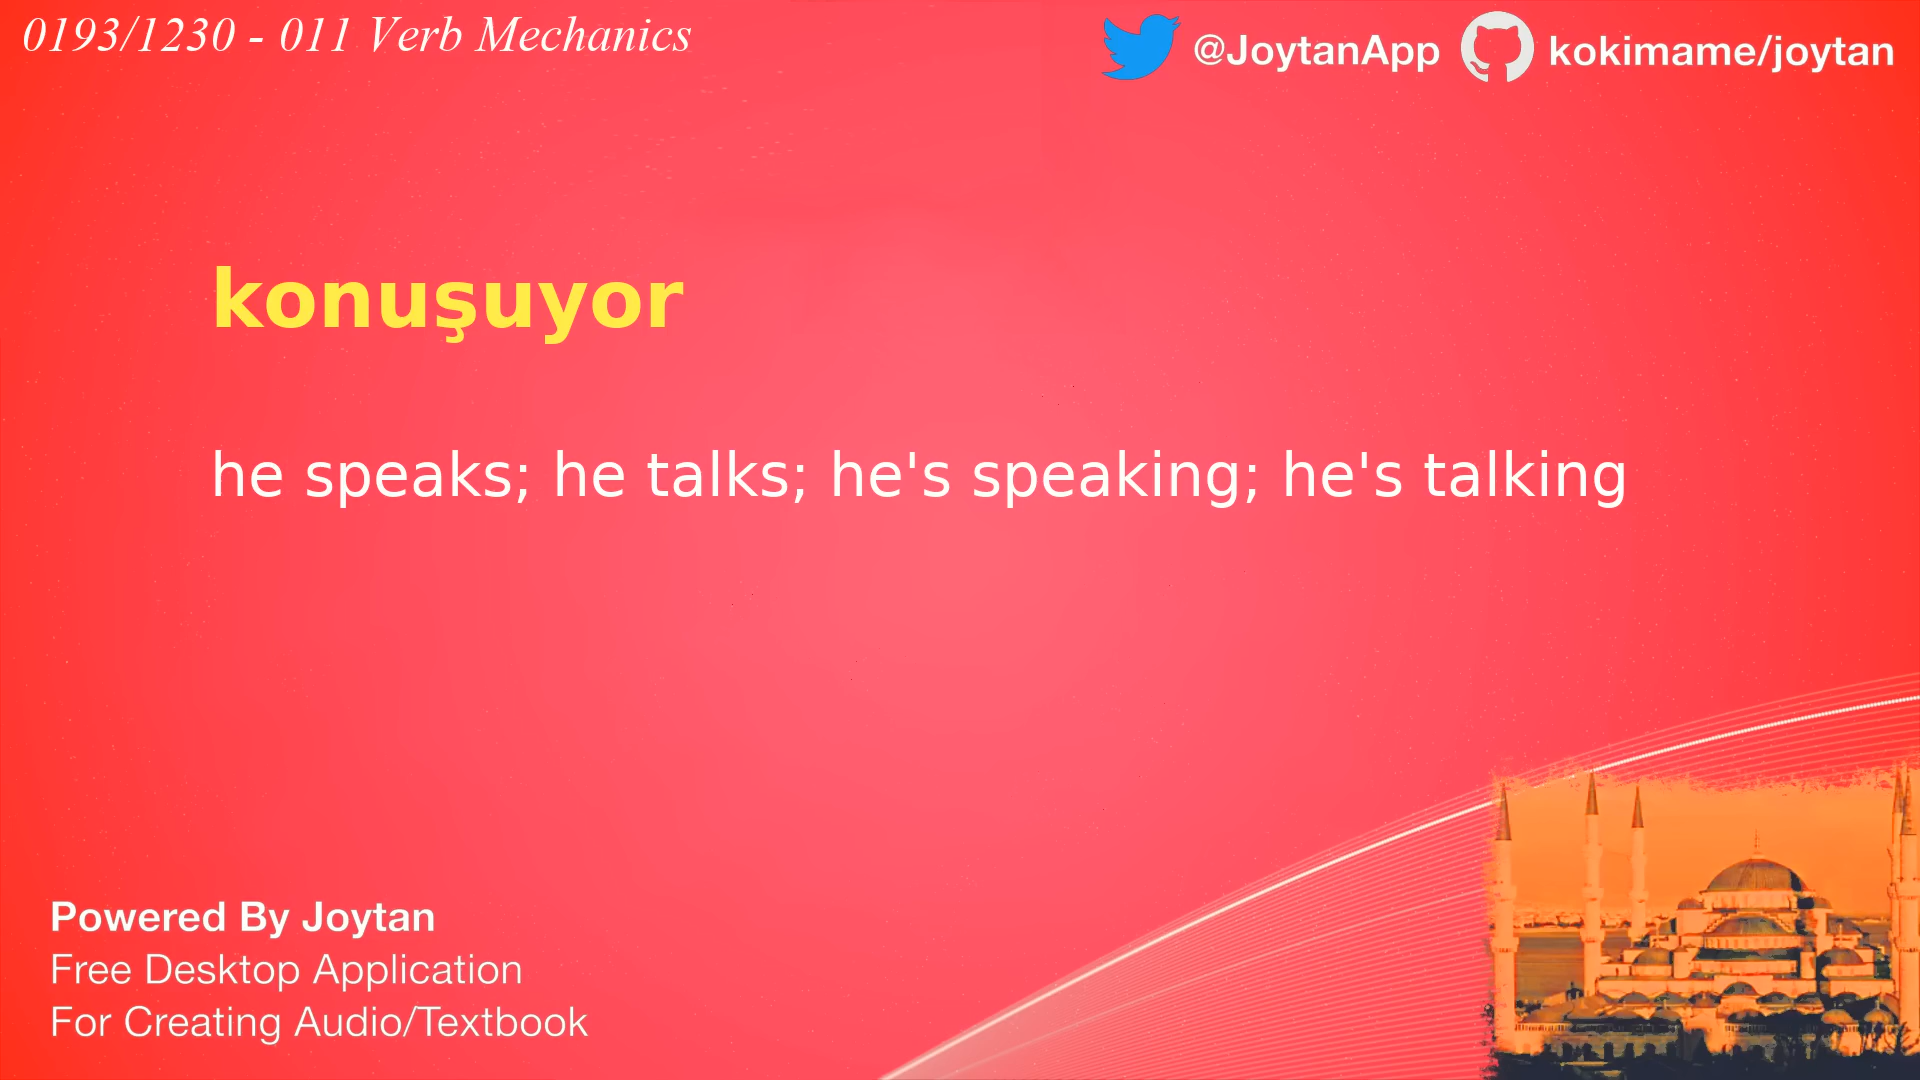 0193/1230 - 011 Verb Mechanics
@JoytanApp kokimame/joytan
konuşuyor
he speaks; he talks; he's speaking; he's talking
Powered By Joytan
Free Desktop Application
For Creating Audio/Textbook